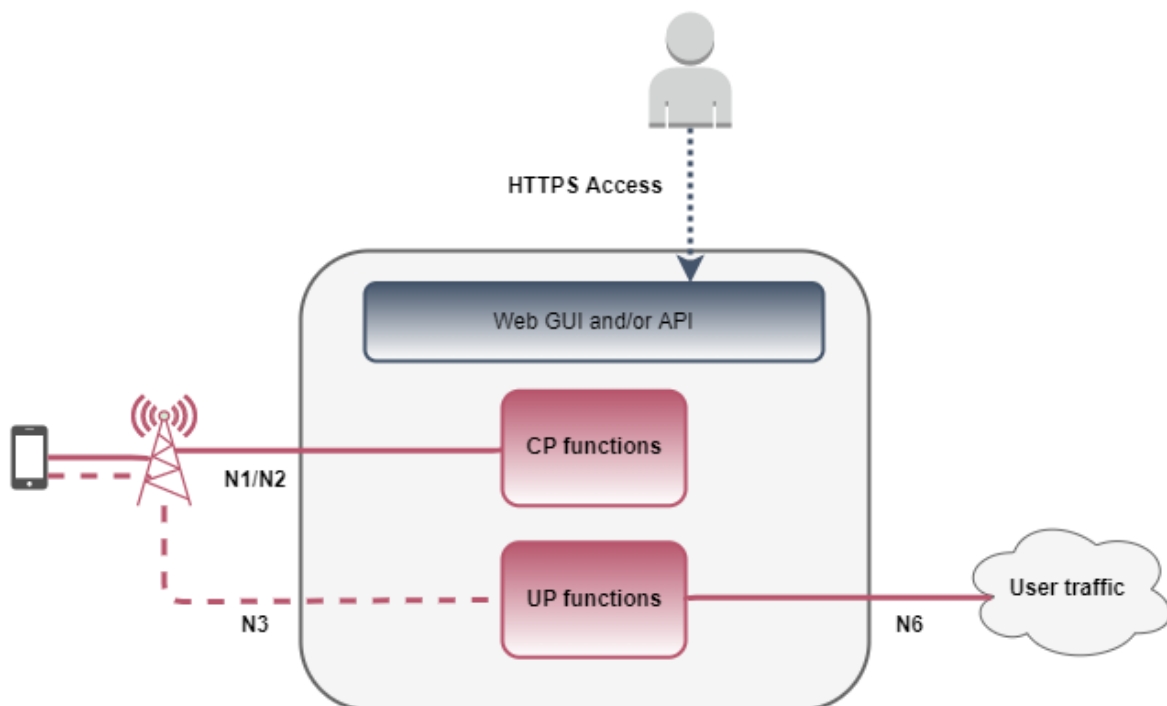 HTTPS Access
Web GUI and/or API
CP functions
N1/N2
UP functions
User traffic
N3
N6